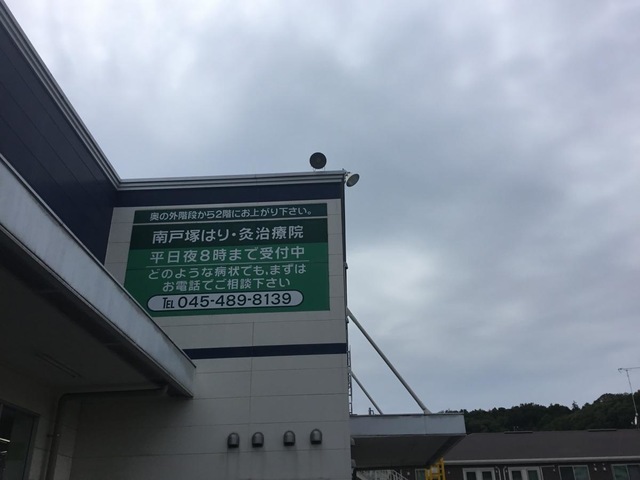 奥の外階段から2階にお上がり下さい。
南戸塚はり・灸治療院
平日夜8時まで受付中
どのような病状でも、まずは
お電話でご相談下さい
TEL 045-489-8139